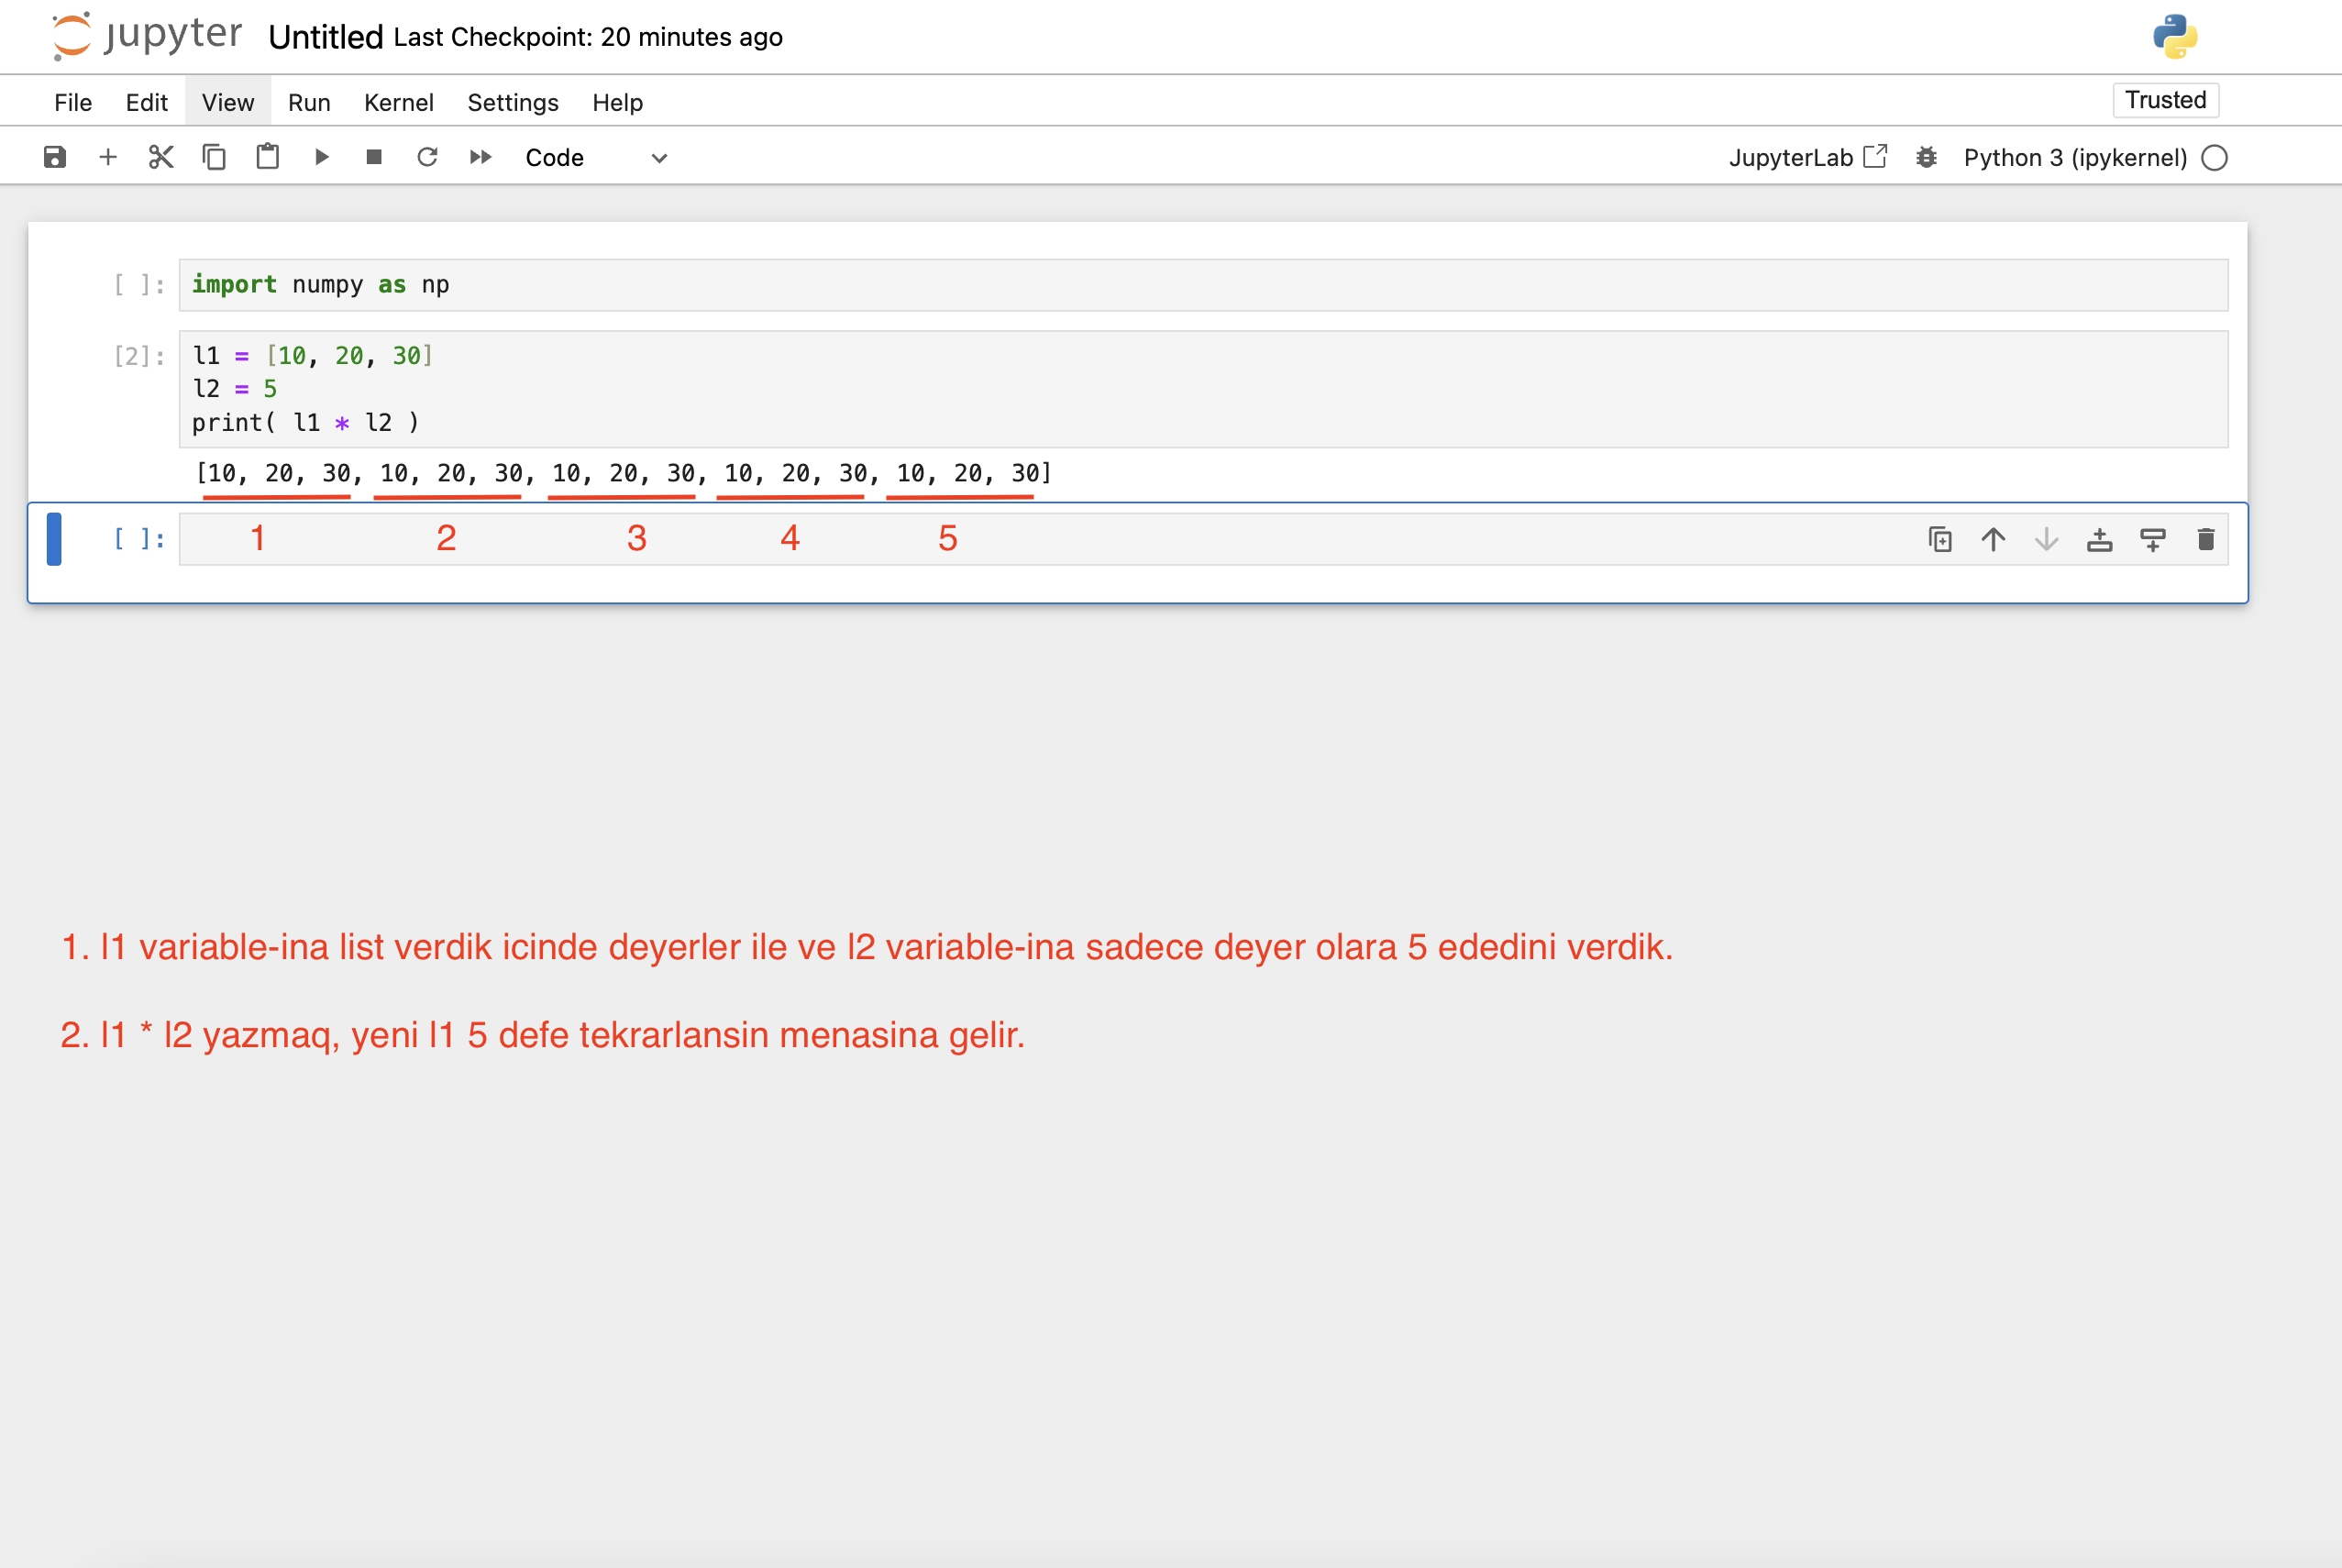 jupyter Untitled Last Checkpoint: 20 minutes ago
File Edit View Run Kernel Settings Help Trusted
Code JupyterLab Python 3 (ipykernel)
[ ]: import numpy as np
[2]: l1 = [10, 20, 30]
l2 = 5
print( l1 * l2 )
[10, 20, 30, 10, 20, 30, 10, 20, 30, 10, 20, 30, 10, 20, 30]
[ ]: 1 2 3 4 5
1. l1 variable-ina list verdik icinde deyerler ile ve l2 variable-ina sadece deyer olara 5 ededini verdik.
2. l1 * l2 yazmaq, yeni l1 5 defe tekrarlansin menasina gelir.